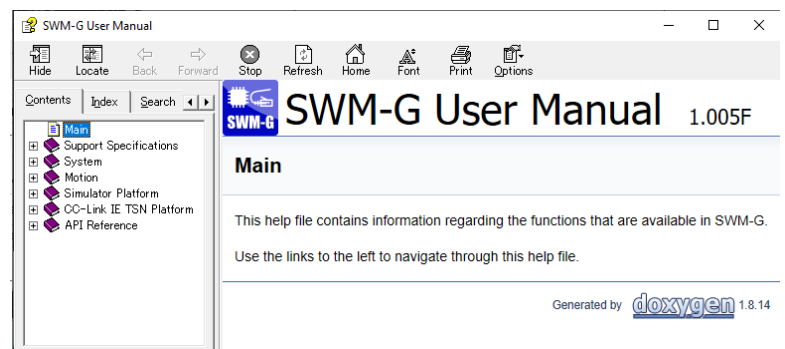 SWM-G User Manual
Hide Locate Back Forward Stop Refresh Home Font Print Options
Contents Index Search
Main
Support Specifications
System
Motion
Simulator Platform
CC-Link IE TSN Platform
API Reference
SWM-G
SWM-G User Manual 1.005F
Main
This help file contains information regarding the functions that are available in SWM-G.
Use the links to the left to navigate through this help file.
Generated by doxygen 1.8.14